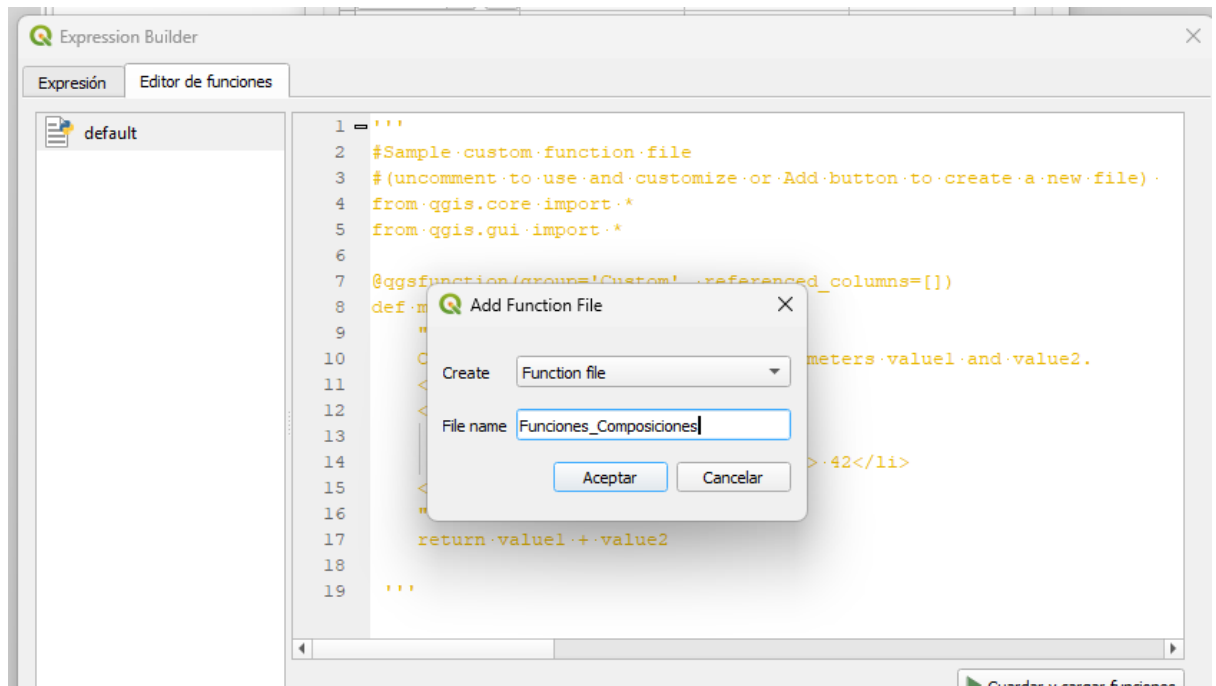 Expression Builder
Expresión
Editor de funciones
default
1 '''
2 #Sample·custom·function·file
3 #(uncomment·to·use·and·customize·or·Add·button·to·create·a·new·file)·
4 from·qgis.core·import·*
5 from·qgis.gui·import·*
6
7 @qgsfunction(group='Custom',·referenced_columns=[])
8 def·m
9 "
10 C meters·value1·and·value2.
11 <
12 <
13
14 >·42</li>
15 <
16 "
17 return·value1·+·value2
18
19 '''
Add Function File
Create
Function file
File name
Funciones_Composiciones
Aceptar
Cancelar
Guardar y cargar funciones